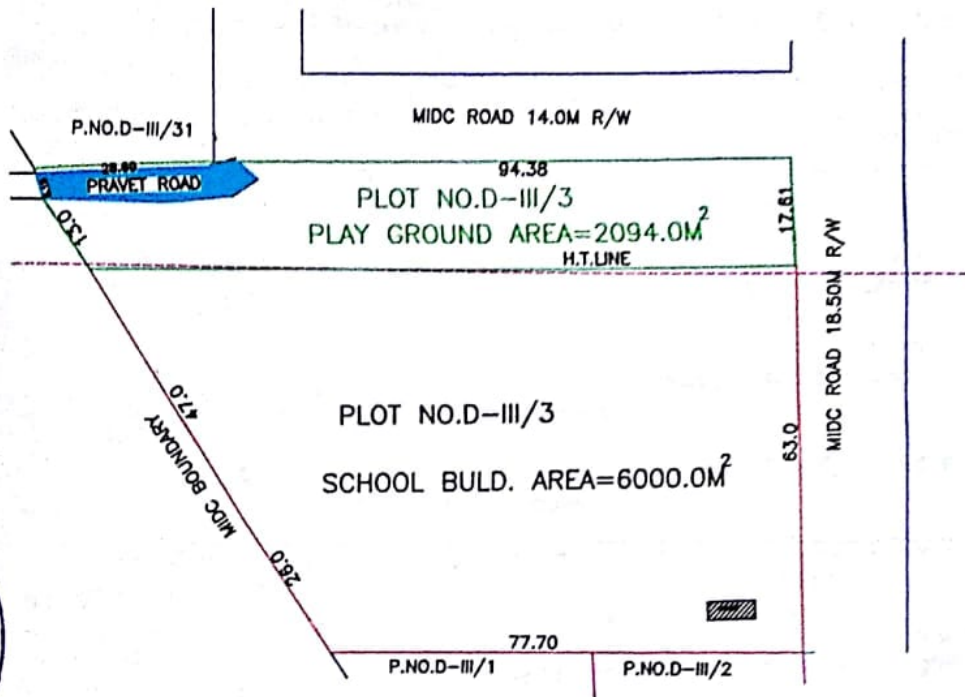 MIDC ROAD 14.0M R/W
P.NO.D-III/31
94.38
PRAVET ROAD
PLOT NO.D-III/3
17.61
PLAY GROUND AREA=2094.0M²
13.0
H.T.LINE
MIDC ROAD 18.50M R/W
47.0
PLOT NO.D-III/3
63.0
MIDC BOUNDARY
SCHOOL BULD. AREA=6000.0M²
26.0
77.70
P.NO.D-III/1
P.NO.D-III/2